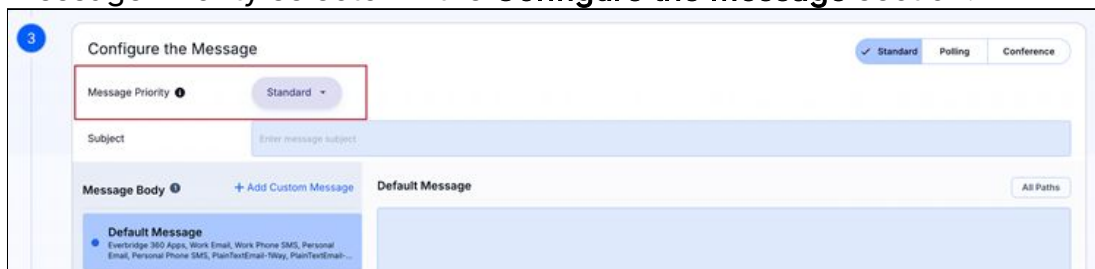 Message Priority selector in the Configure the Message section.
3
Configure the Message
✓ Standard Polling Conference
Message Priority Standard
Subject
Enter message subject
Message Body + Add Custom Message
Default Message
All Paths
Default Message
Everbridge 360 Apps, Work Email, Work Phone SMS, Personal
Email, Personal Phone SMS, PlainTextEmail-1Way, PlainTextEmail-...